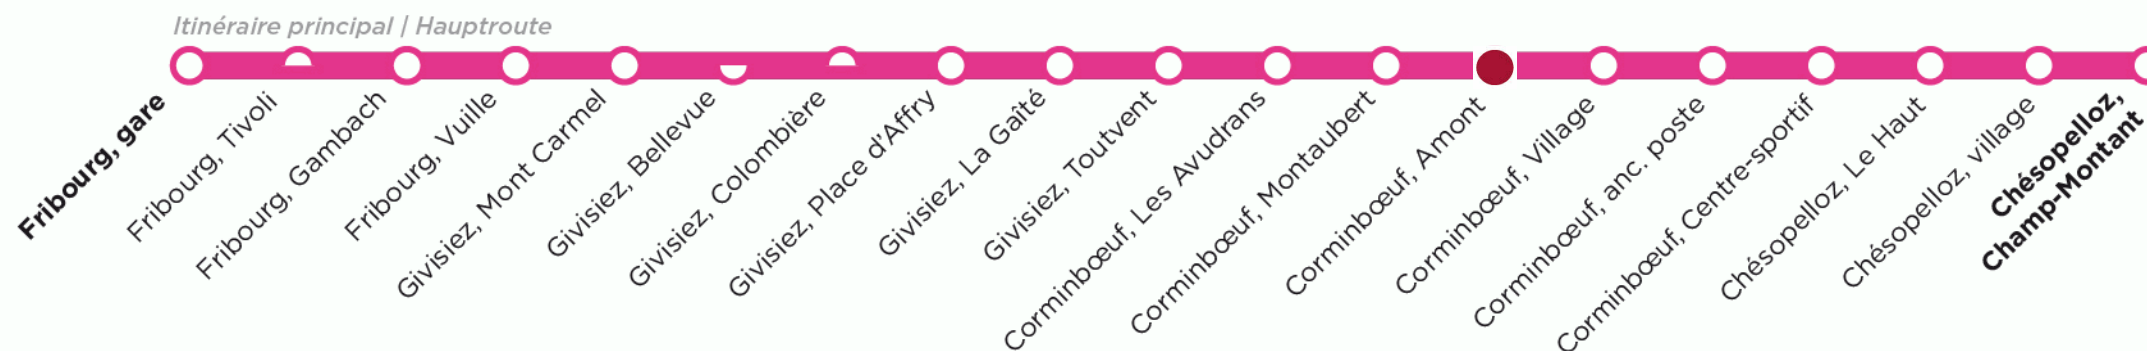 Itinéraire principal | Hauptroute
Fribourg, gare
Fribourg, Tivoli
Fribourg, Gambach
Fribourg, Vuille
Givisiez, Mont Carmel
Givisiez, Bellevue
Givisiez, Colombière
Givisiez, Place d'Affry
Givisiez, La Gaîté
Givisiez, Toutvent
Corminbœuf, Les Avudrans
Corminbœuf, Montaubert
Corminbœuf, Amont
Corminbœuf, Village
Corminbœuf, anc. poste
Corminbœuf, Centre-sportif
Chésopelloz, Le Haut
Chésopelloz, village
Chésopelloz,
Champ-Montant